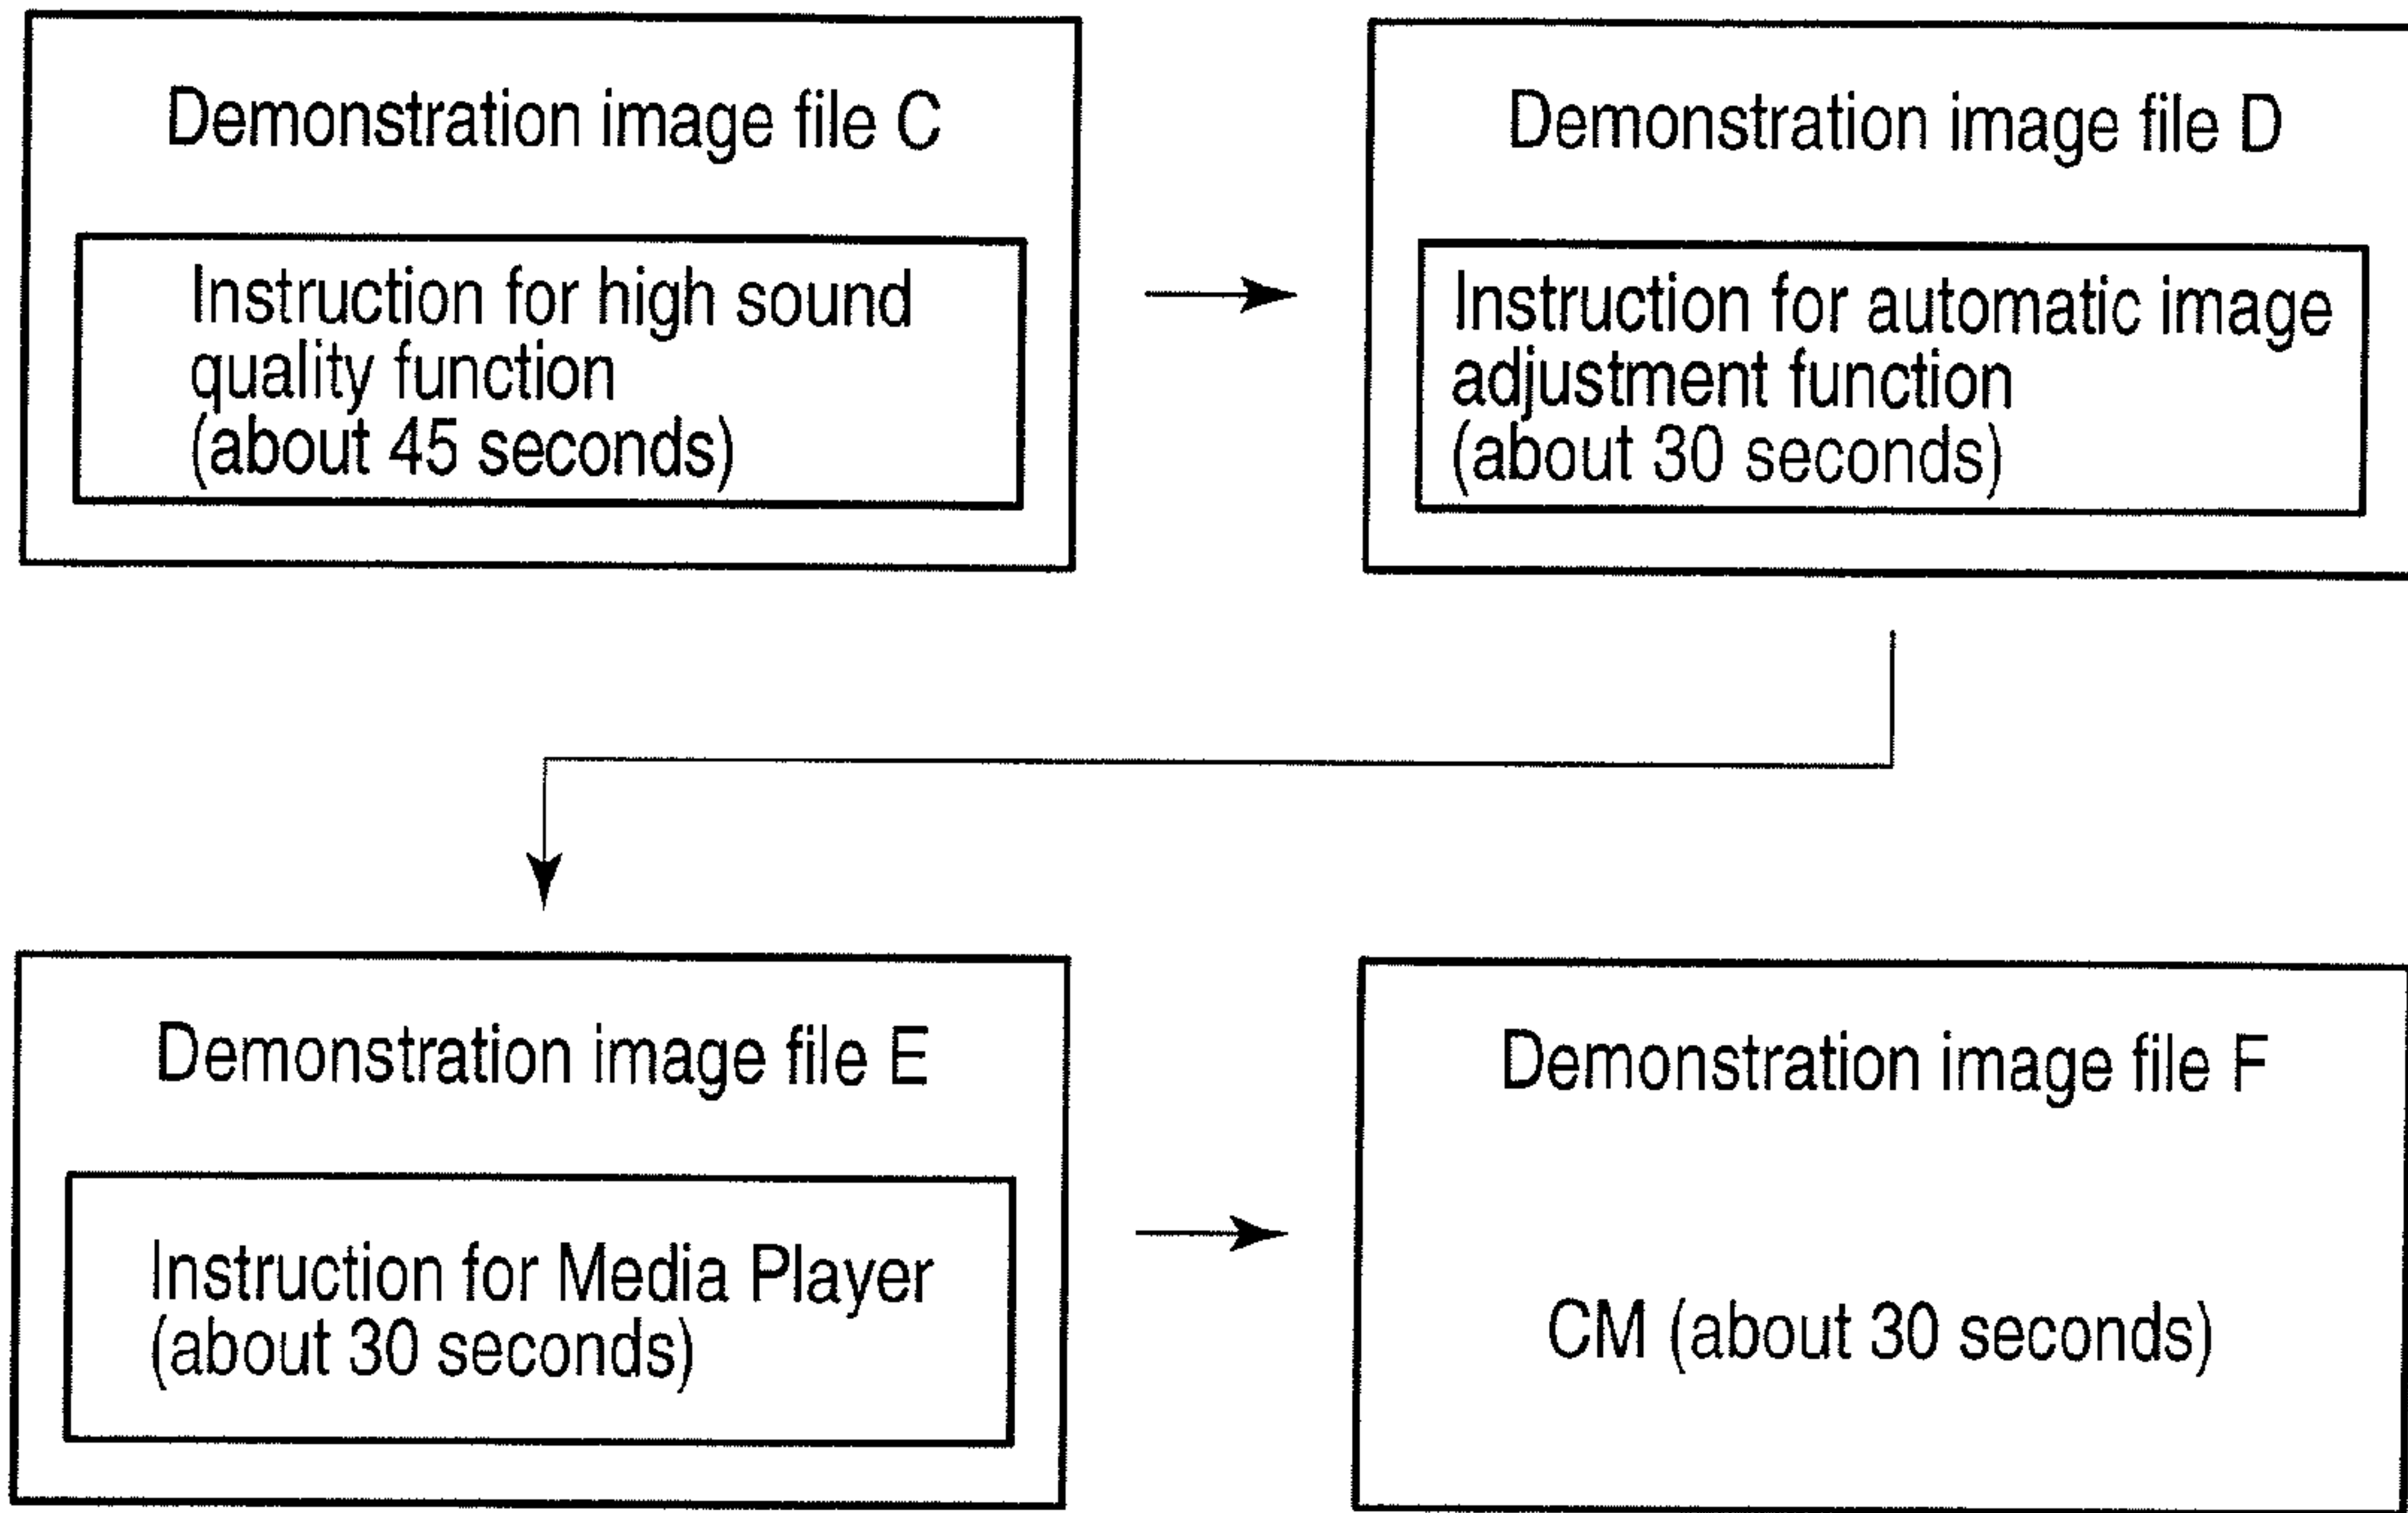 Demonstration image file C
Instruction for high sound
quality function
(about 45 seconds)
Demonstration image file D
Instruction for automatic image
adjustment function
(about 30 seconds)
Demonstration image file E
Instruction for Media Player
(about 30 seconds)
Demonstration image file F
CM (about 30 seconds)